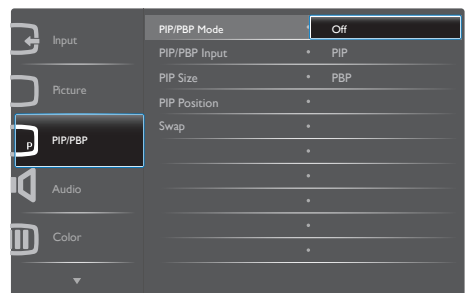 Input
Picture
P
PIP/PBP
Audio
Color
PIP/PBP Mode
Off
PIP/PBP Input
PIP
PIP Size
PBP
PIP Position
Swap